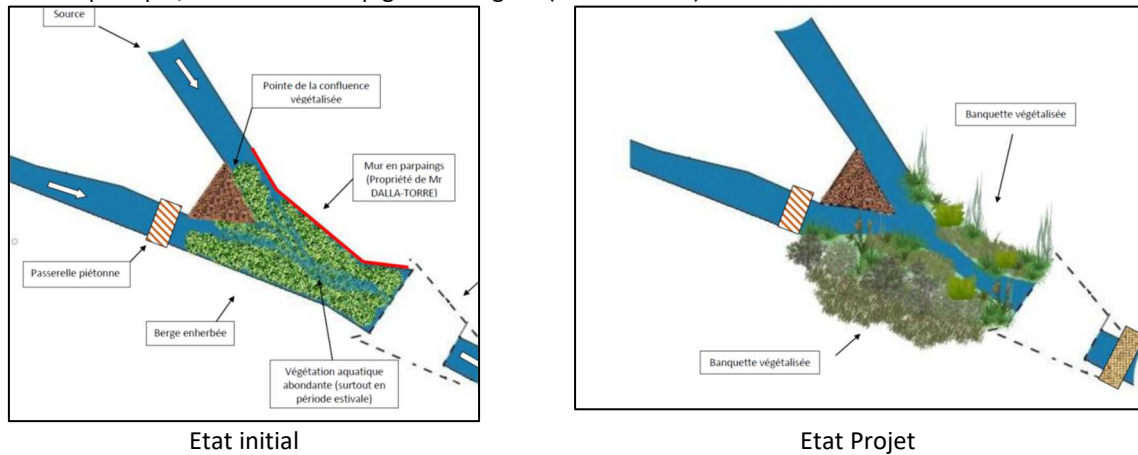 Source
Pointe de la confluence
végétalisée
Mur en parpaings
(Propriété de Mr
DALLA-TORRE)
Passerelle piétonne
Berge enherbée
Végétation aquatique
abondante (surtout en
période estivale)
Banquette végétalisée
Banquette végétalisée
Etat initial
Etat Projet